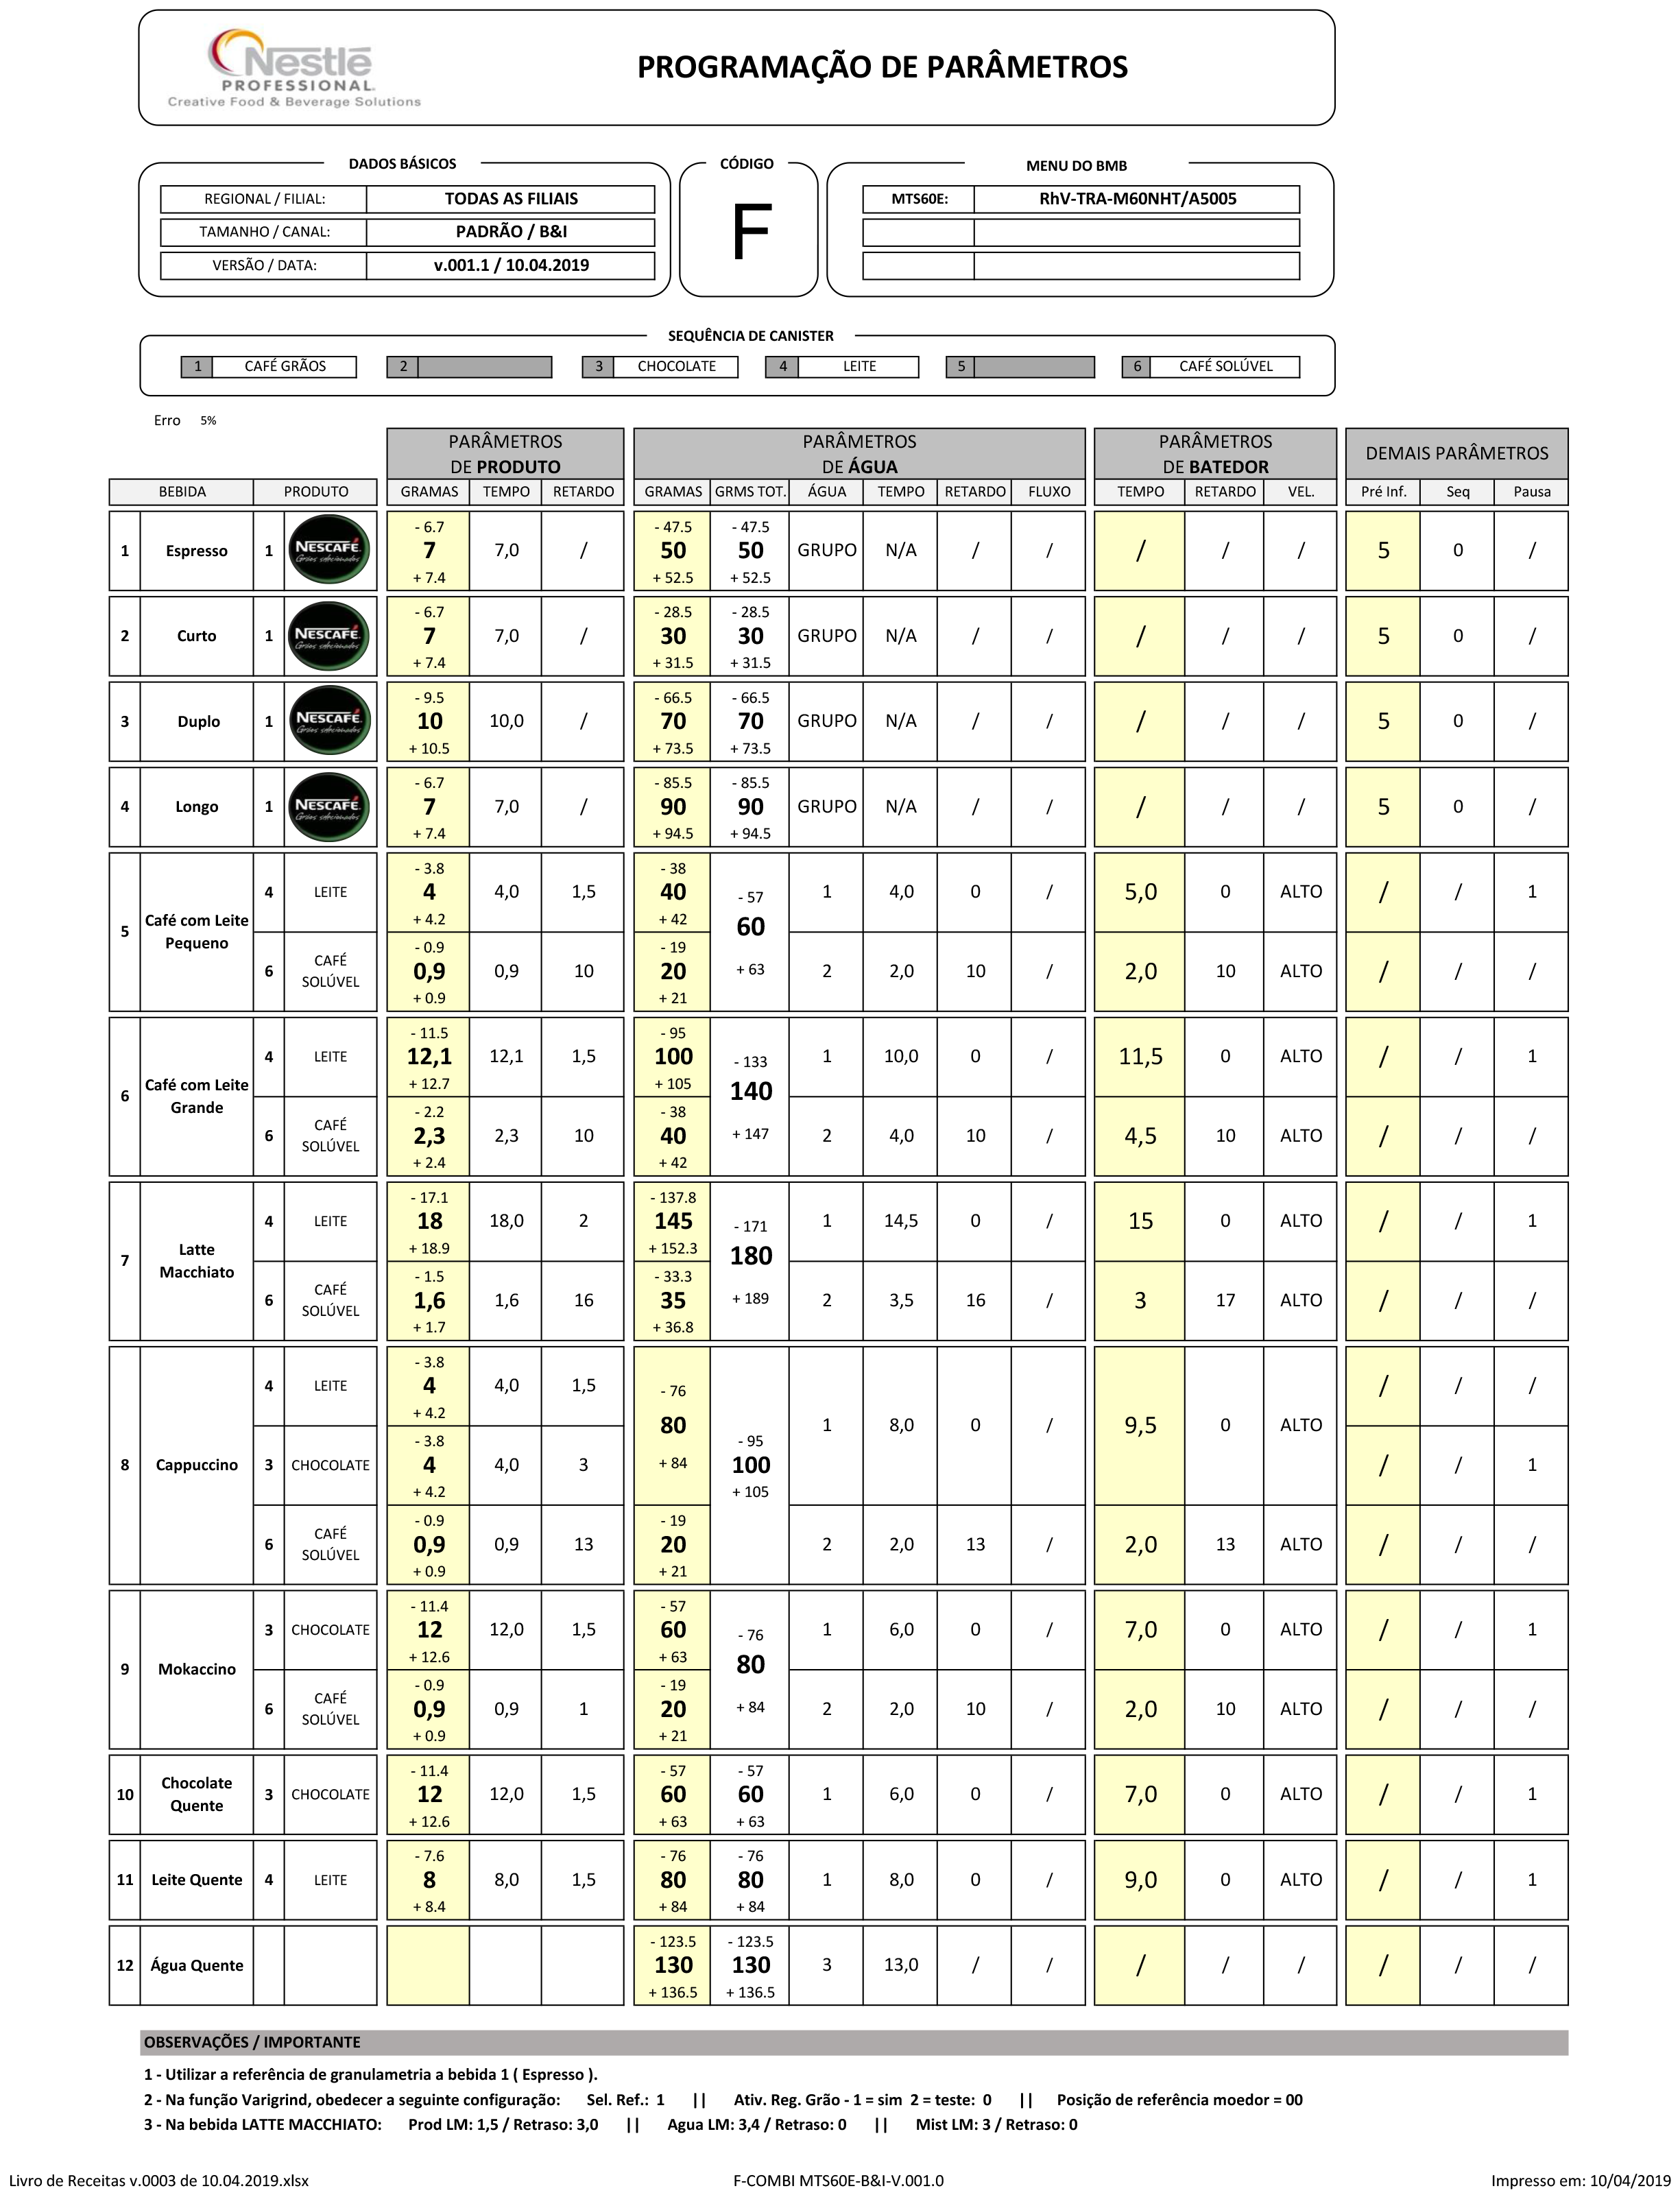 Nestlé
PROFESSIONAL.
Creative Food & Beverage Solutions
PROGRAMAÇÃO DE PARÂMETROS
DADOS BÁSICOS
REGIONAL / FILIAL: TODAS AS FILIAIS
TAMANHO / CANAL: PADRÃO / B&I
VERSÃO / DATA: v.001.1 / 10.04.2019
CÓDIGO
F
MENU DO BMB
MTS60E: RhV-TRA-M60NHT/A5005
SEQUÊNCIA DE CANISTER
1 CAFÉ GRÃOS 2 3 CHOCOLATE 4 LEITE 5 6 CAFÉ SOLÚVEL
Erro 5%
PARÂMETROS PARÂMETROS PARÂMETROS DEMAIS PARÂMETROS
DE PRODUTO DE ÁGUA DE BATEDOR
BEBIDA PRODUTO GRAMAS TEMPO RETARDO GRAMAS GRMS TOT. ÁGUA TEMPO RETARDO FLUXO TEMPO RETARDO VEL. Pré Inf. Seq Pausa
- 6.7 - 47.5 - 47.5
1 Espresso 1 NESCAFÉ. Grãos selecionados 7 7,0 / 50 50 GRUPO N/A / / / / / 5 0 /
+ 7.4 + 52.5 + 52.5
- 6.7 - 28.5 - 28.5
2 Curto 1 NESCAFÉ. Grãos selecionados 7 7,0 / 30 30 GRUPO N/A / / / / / 5 0 /
+ 7.4 + 31.5 + 31.5
- 9.5 - 66.5 - 66.5
3 Duplo 1 NESCAFÉ. Grãos selecionados 10 10,0 / 70 70 GRUPO N/A / / / / / 5 0 /
+ 10.5 + 73.5 + 73.5
- 6.7 - 85.5 - 85.5
4 Longo 1 NESCAFÉ. Grãos selecionados 7 7,0 / 90 90 GRUPO N/A / / / / / 5 0 /
+ 7.4 + 94.5 + 94.5
5 Café com Leite
Pequeno
- 3.8 - 38
4 LEITE 4 4,0 1,5 40 1 4,0 0 / 5,0 0 ALTO / / 1
+ 4.2 + 42
- 57
60
+ 63
- 0.9 - 19
6 CAFÉ SOLÚVEL 0,9 0,9 10 20 2 2,0 10 / 2,0 10 ALTO / / /
+ 0.9 + 21
6 Café com Leite
Grande
- 11.5 - 95
4 LEITE 12,1 12,1 1,5 100 1 10,0 0 / 11,5 0 ALTO / / 1
+ 12.7 + 105
- 133
140
+ 147
- 2.2 - 38
6 CAFÉ SOLÚVEL 2,3 2,3 10 40 2 4,0 10 / 4,5 10 ALTO / / /
+ 2.4 + 42
7 Latte
Macchiato
- 17.1 - 137.8
4 LEITE 18 18,0 2 145 1 14,5 0 / 15 0 ALTO / / 1
+ 18.9 + 152.3
- 171
180
+ 189
- 1.5 - 33.3
6 CAFÉ SOLÚVEL 1,6 1,6 16 35 2 3,5 16 / 3 17 ALTO / / /
+ 1.7 + 36.8
8 Cappuccino
- 3.8
4 LEITE 4 4,0 1,5 / / /
+ 4.2
- 76
80 1 8,0 0 / 9,5 0 ALTO
+ 84
- 3.8
3 CHOCOLATE 4 4,0 3 / / 1
+ 4.2
- 95
100
+ 105
- 0.9 - 19
6 CAFÉ SOLÚVEL 0,9 0,9 13 20 2 2,0 13 / 2,0 13 ALTO / / /
+ 0.9 + 21
9 Mokaccino
- 11.4 - 57
3 CHOCOLATE 12 12,0 1,5 60 1 6,0 0 / 7,0 0 ALTO / / 1
+ 12.6 + 63
- 76
80
+ 84
- 0.9 - 19
6 CAFÉ SOLÚVEL 0,9 0,9 1 20 2 2,0 10 / 2,0 10 ALTO / / /
+ 0.9 + 21
- 11.4 - 57 - 57
10 Chocolate Quente 3 CHOCOLATE 12 12,0 1,5 60 60 1 6,0 0 / 7,0 0 ALTO / / 1
+ 12.6 + 63 + 63
- 7.6 - 76 - 76
11 Leite Quente 4 LEITE 8 8,0 1,5 80 80 1 8,0 0 / 9,0 0 ALTO / / 1
+ 8.4 + 84 + 84
- 123.5 - 123.5
12 Água Quente 130 130 3 13,0 / / / / / / / /
+ 136.5 + 136.5
OBSERVAÇÕES / IMPORTANTE
1 - Utilizar a referência de granulametria a bebida 1 ( Espresso ).
2 - Na função Varigrind, obedecer a seguinte configuração: Sel. Ref.: 1 || Ativ. Reg. Grão - 1 = sim 2 = teste: 0 || Posição de referência moedor = 00
3 - Na bebida LATTE MACCHIATO: Prod LM: 1,5 / Retraso: 3,0 || Agua LM: 3,4 / Retraso: 0 || Mist LM: 3 / Retraso: 0
Livro de Receitas v.0003 de 10.04.2019.xlsx F-COMBI MTS60E-B&I-V.001.0 Impresso em: 10/04/2019